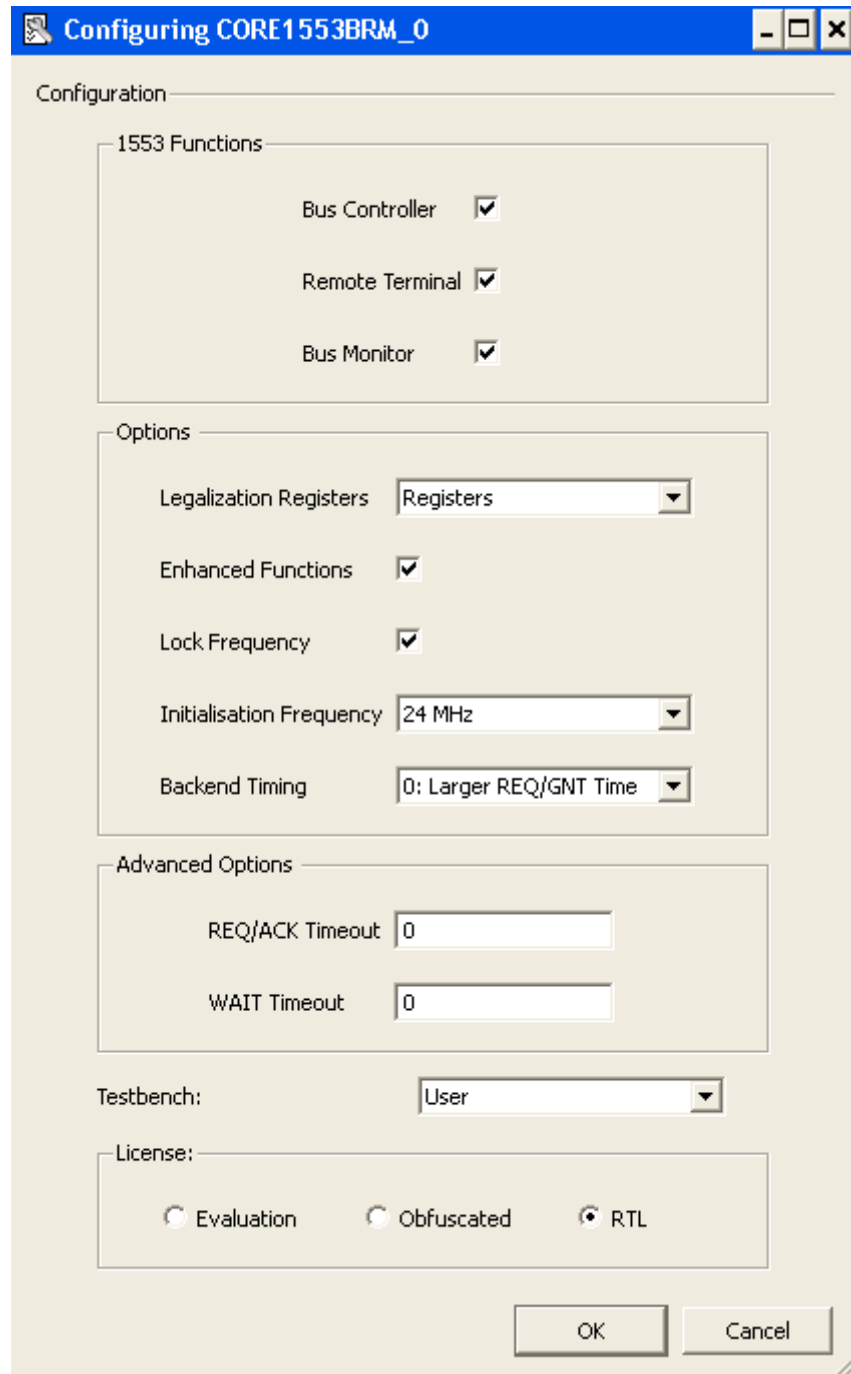 Configuring CORE1553BRM_0
Configuration
1553 Functions
Bus Controller
Remote Terminal
Bus Monitor
Options
Legalization Registers Registers
Enhanced Functions
Lock Frequency
Initialisation Frequency 24 MHz
Backend Timing 0: Larger REQ/GNT Time
Advanced Options
REQ/ACK Timeout 0
WAIT Timeout 0
Testbench: User
License:
Evaluation Obfuscated RTL
OK Cancel